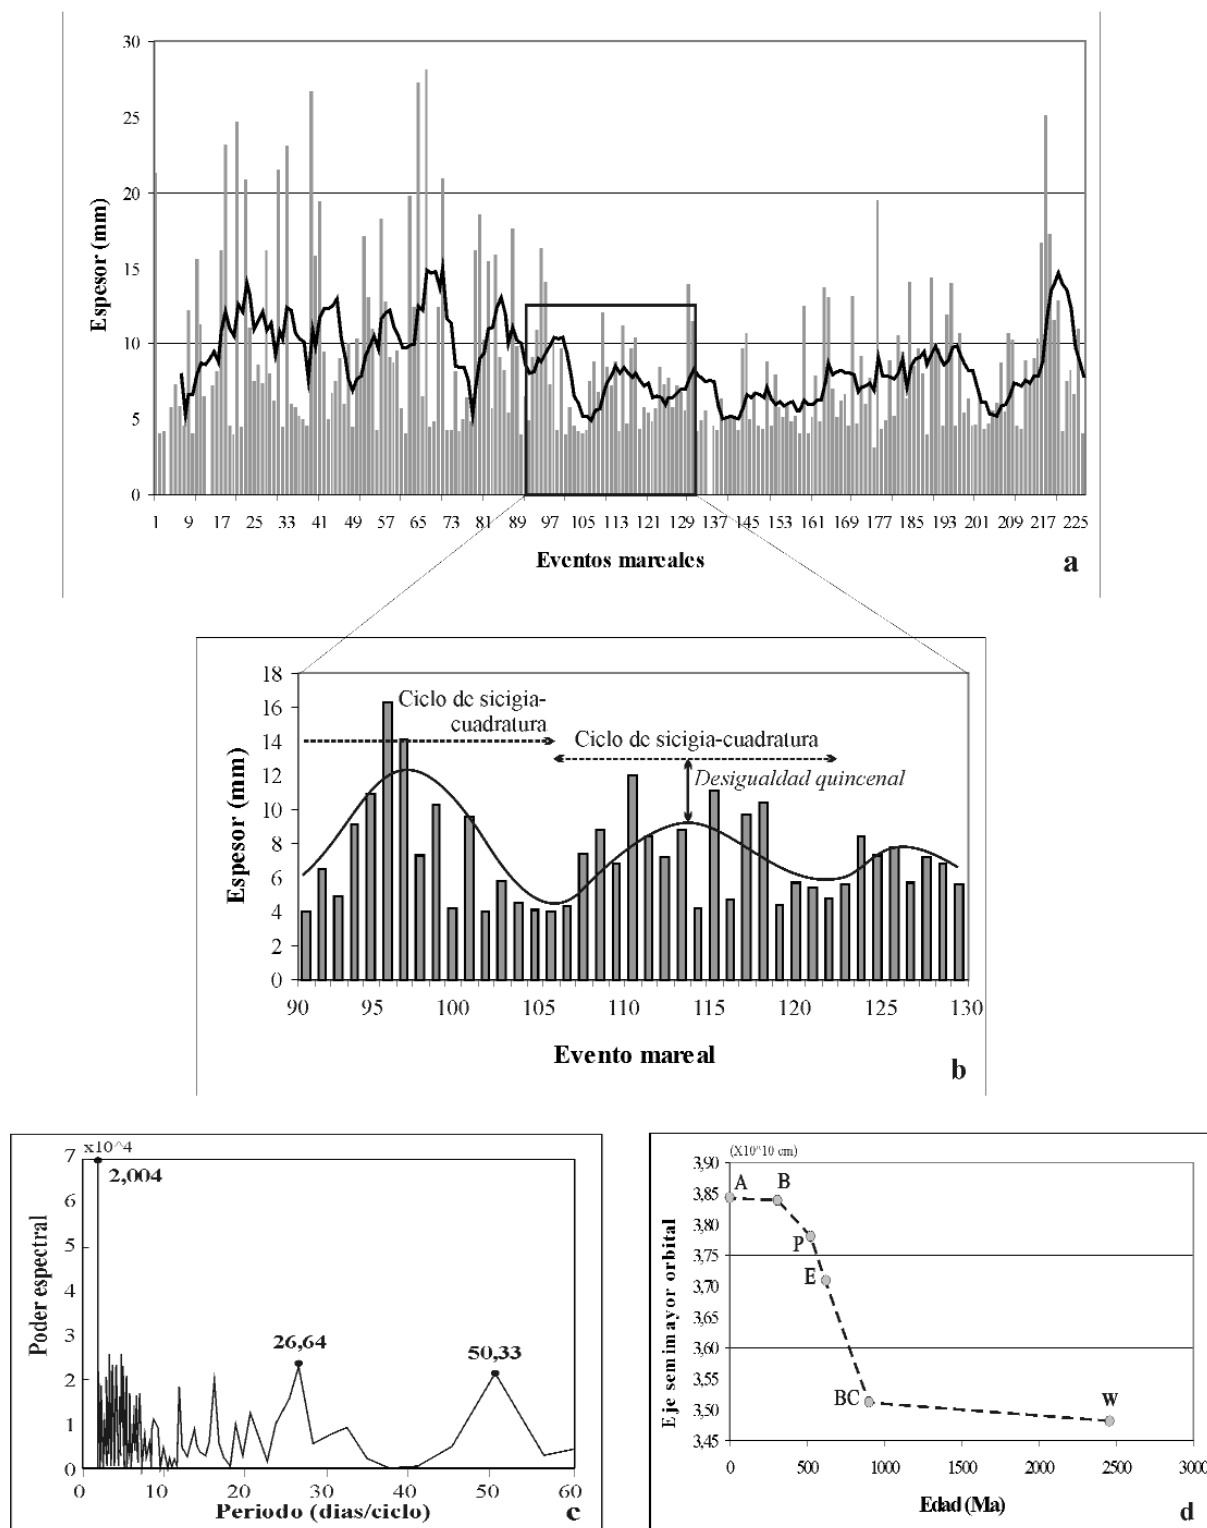 30
25
20
15
10
5
0
Espesor (mm)
1 9 17 25 33 41 49 57 65 73 81 89 97 105 113 121 129 137 145 153 161 169 177 185 193 201 209 217 225
Eventos mareales
a
18
16
14
12
10
8
6
4
2
0
Espesor (mm)
Ciclo de sicigia-
cuadratura
Ciclo de sicigia-cuadratura
Desigualdad quincenal
90 95 100 105 110 115 120 125 130
Evento mareal
b
x10^4
7
6
5
4
3
2
1
0
Poder espectral
2,004
26,64
50,33
0 10 20 30 40 50 60
Periodo (dias/ciclo)
c
(X10^10 cm)
3,90
3,85
3,80
3,75
3,70
3,65
3,60
3,55
3,50
3,45
Eje semimayor orbital
A
B
P
E
BC
W
0 500 1000 1500 2000 2500 3000
Edad (Ma)
d